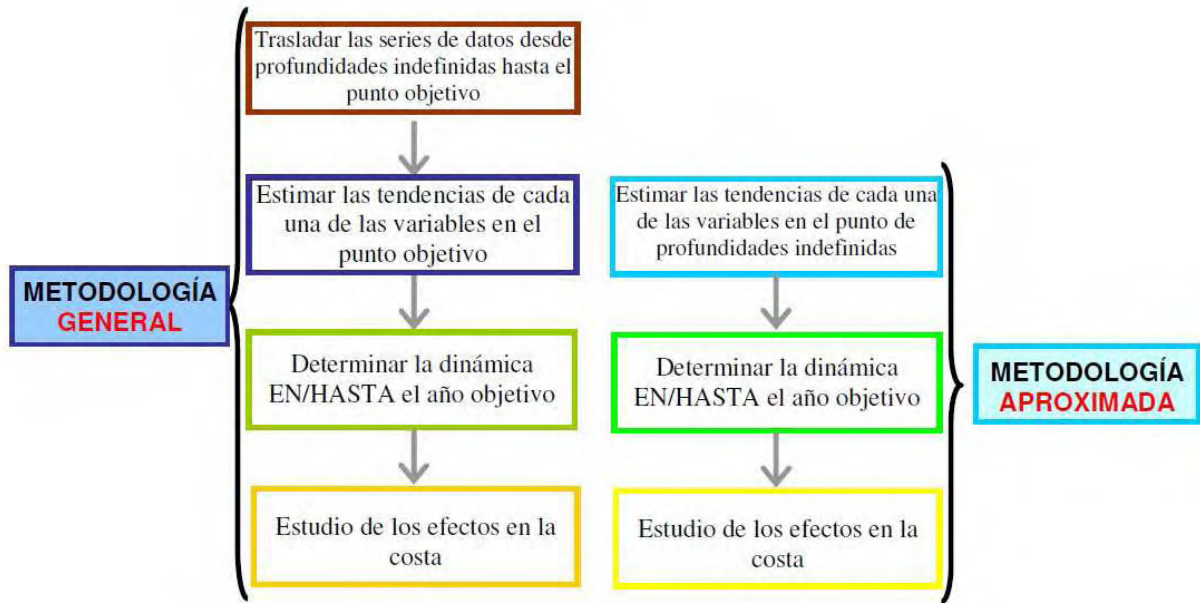 Trasladar las series de datos desde
profundidades indefinidas hasta el
punto objetivo
Estimar las tendencias de cada
una de las variables en el
punto objetivo
Determinar la dinámica
EN/HASTA el año objetivo
Estudio de los efectos en la
costa
METODOLOGÍA
GENERAL
Estimar las tendencias de cada una
de las variables en el punto de
profundidades indefinidas
Determinar la dinámica
EN/HASTA el año objetivo
Estudio de los efectos en la
costa
METODOLOGÍA
APROXIMADA